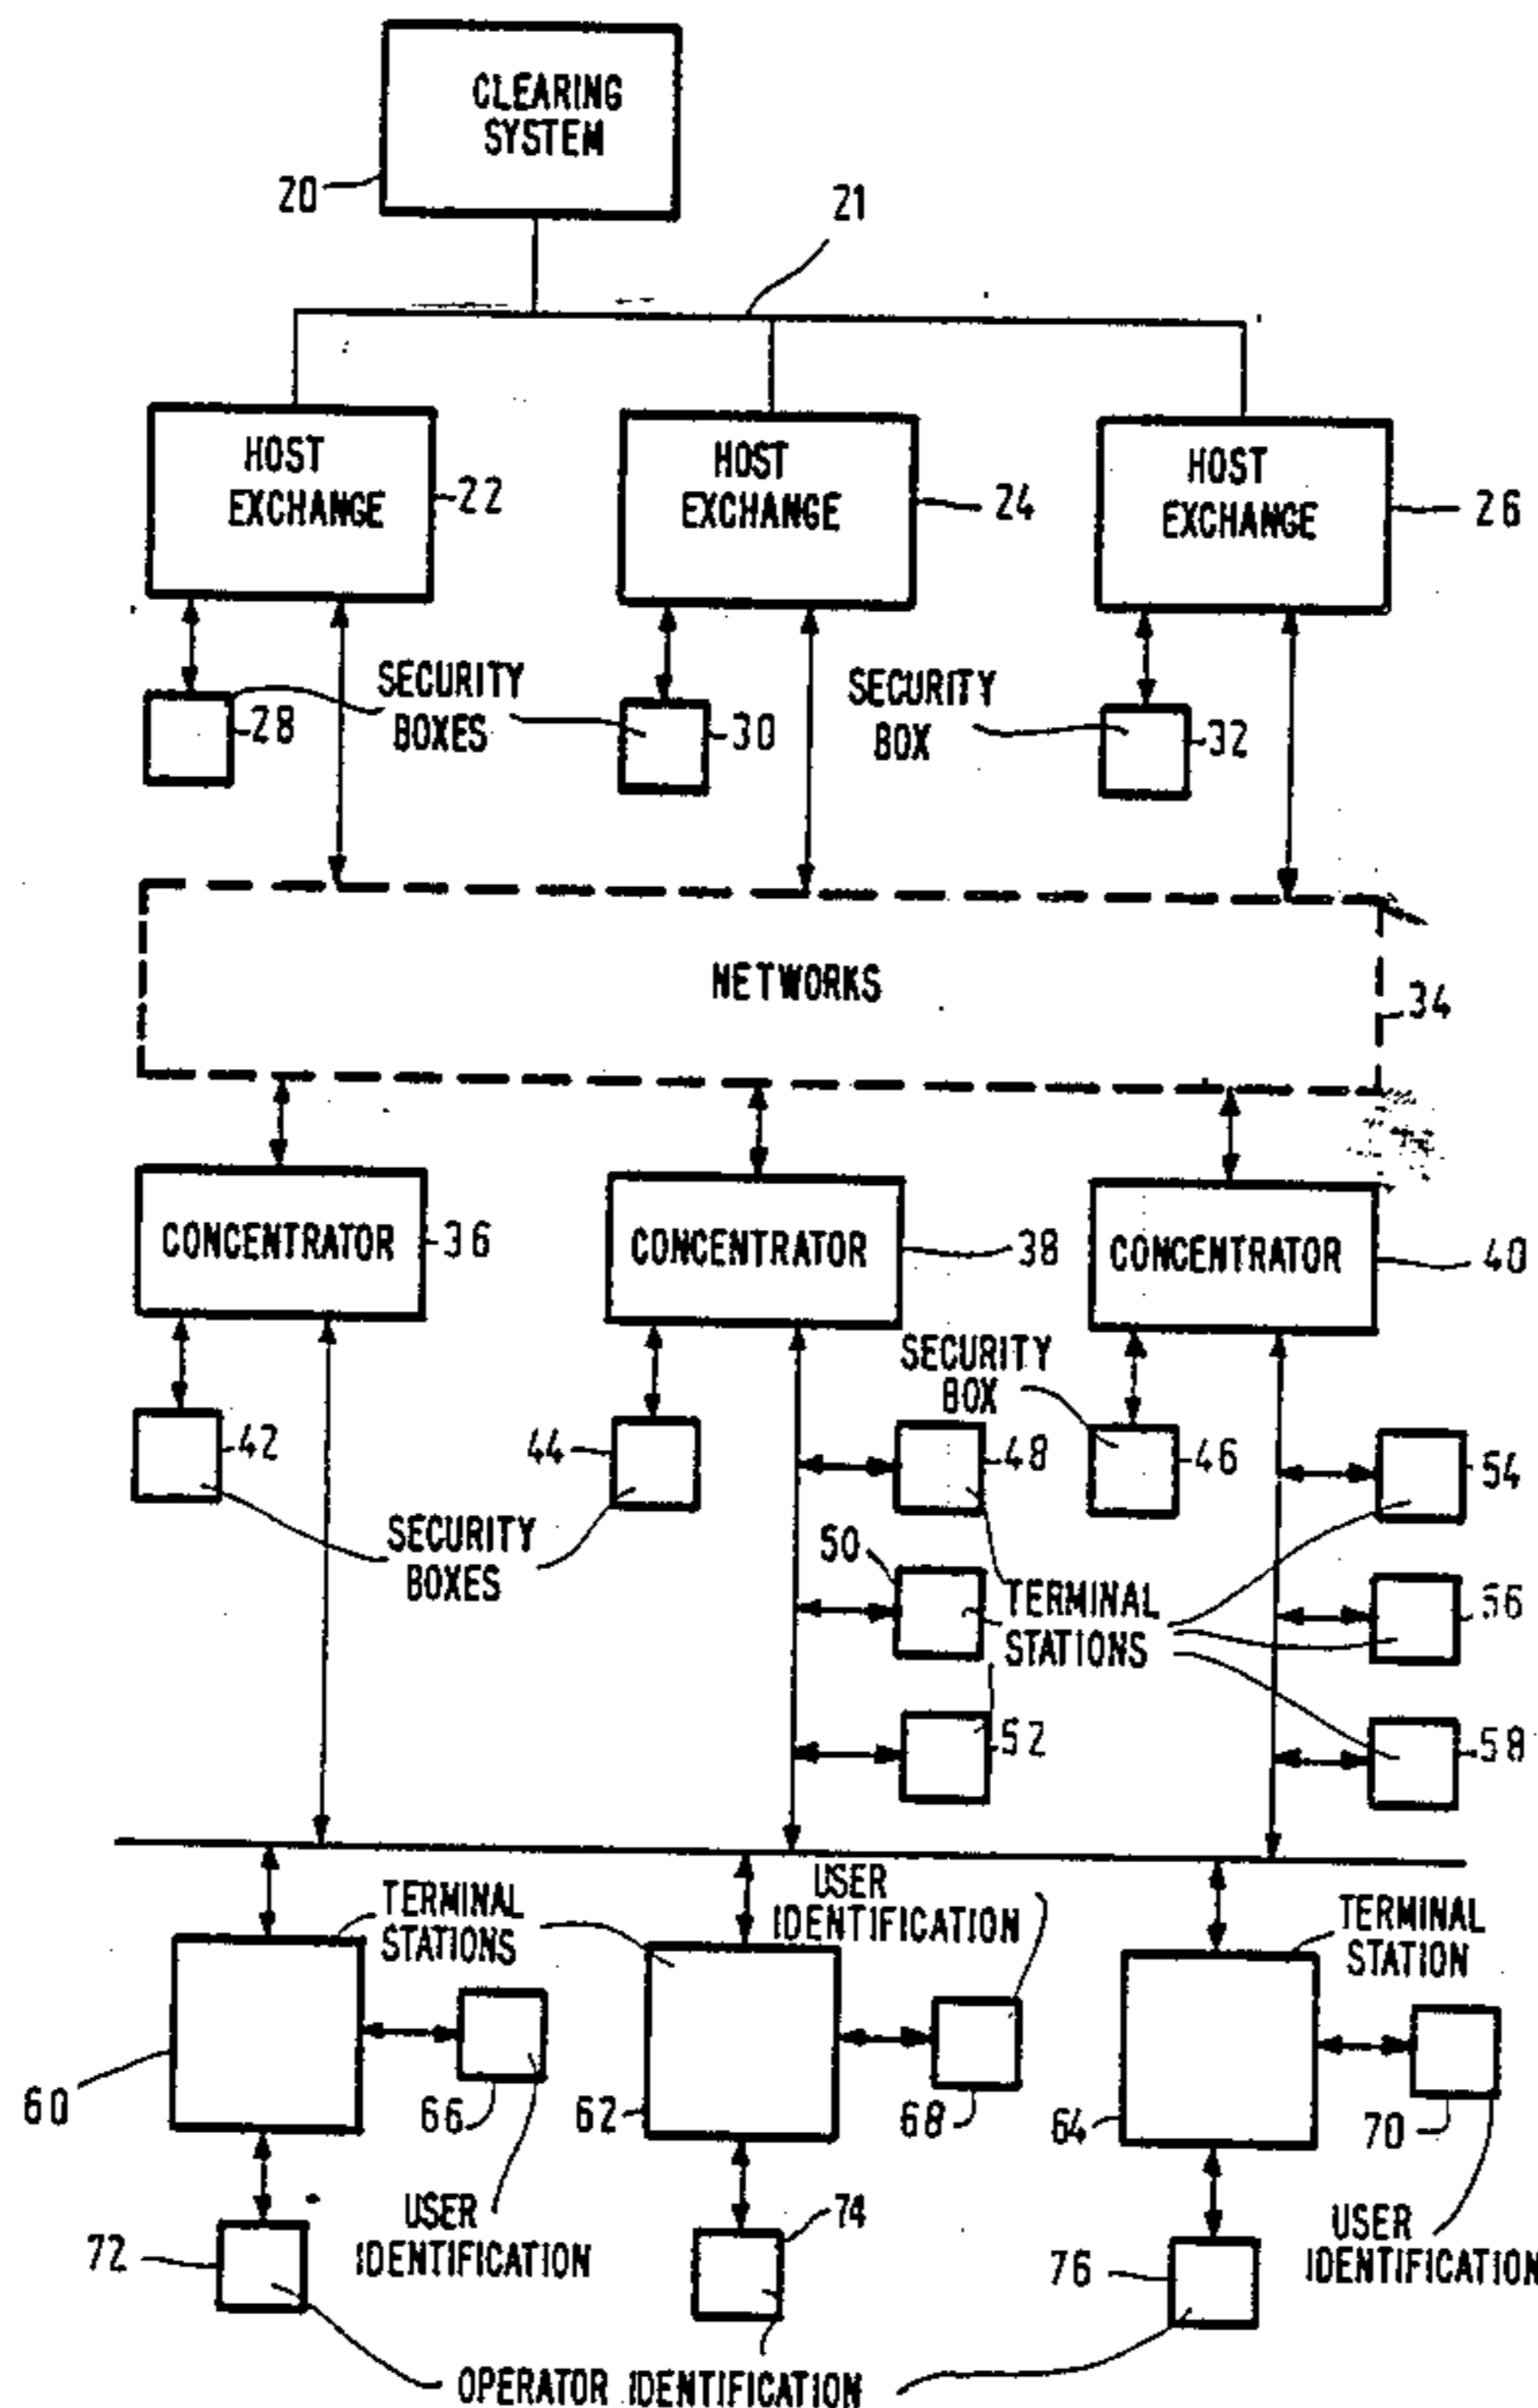 CLEARING
SYSTEM
20
21
HOST
EXCHANGE
22
HOST
EXCHANGE
24
HOST
EXCHANGE
26
SECURITY
BOXES
28
30
SECURITY
BOX
32
NETWORKS
34
CONCENTRATOR
36
CONCENTRATOR
38
CONCENTRATOR
40
SECURITY
BOX
42
44
48
46
54
SECURITY
BOXES
50
TERMINAL
STATIONS
56
52
58
TERMINAL
STATIONS
USER
IDENTIFICATION
TERMINAL
STATION
60
66
62
68
64
70
USER
IDENTIFICATION
72
74
76
USER
IDENTIFICATION
OPERATOR IDENTIFICATION